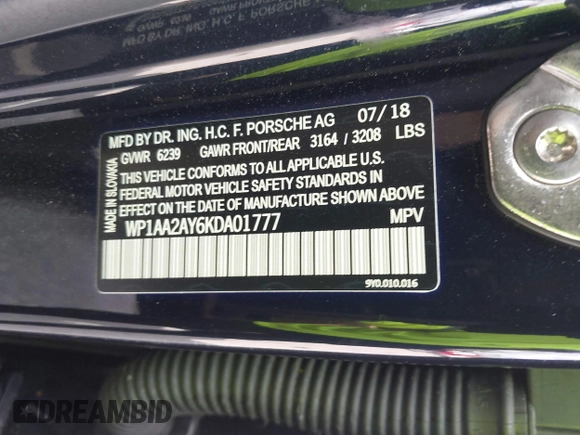 MFD BY DR. ING. H.C. F. PORSCHE AG 07/18
GVWR 6239 GAWR FRONT/REAR 3164 / 3208 LBS
THIS VEHICLE CONFORMS TO ALL APPLICABLE U.S.
FEDERAL MOTOR VEHICLE SAFETY STANDARDS IN
EFFECT ON THE DATE OF MANUFACTURE SHOWN ABOVE
WP1AA2AY6KDA01777 MPV
MADE IN SLOVAKIA
9Y0.010.016
DREAMBID